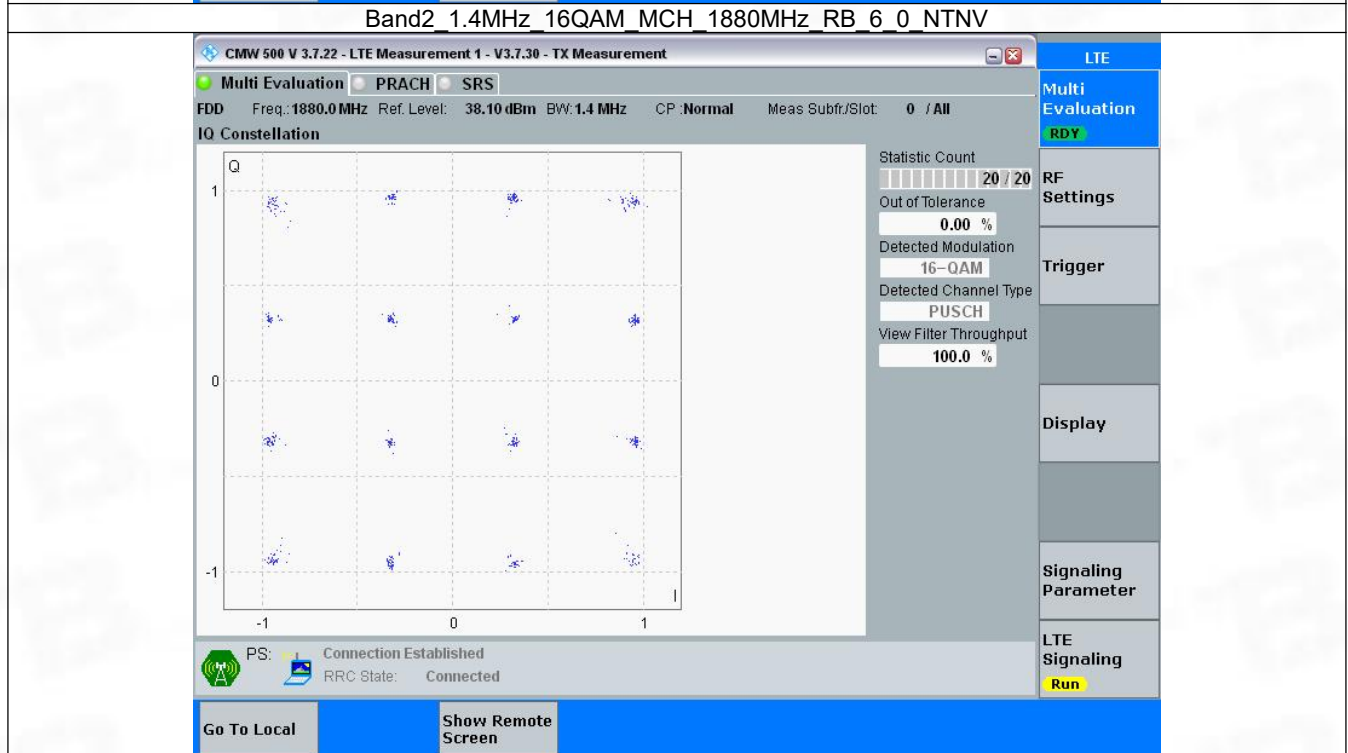 Band2_1.4MHz_16QAM_MCH_1880MHz_RB_6_0_NTNV
CMW 500 V 3.7.22 - LTE Measurement 1 - V3.7.30 - TX Measurement
LTE
Multi Evaluation PRACH SRS
Multi
Evaluation
RDY
FDD Freq.: 1880.0 MHz Ref. Level: 38.10 dBm BW: 1.4 MHz CP : Normal Meas Subfr./Slot: 0 / All
IQ Constellation
Q
1
0
-1
I
-1 0 1
Statistic Count
20 / 20
Out of Tolerance
0.00 %
Detected Modulation
16-QAM
Detected Channel Type
PUSCH
View Filter Throughput
100.0 %
RF
Settings
Trigger
Display
Signaling
Parameter
LTE
Signaling
Run
PS: Connection Established
RRC State: Connected
Go To Local
Show Remote
Screen